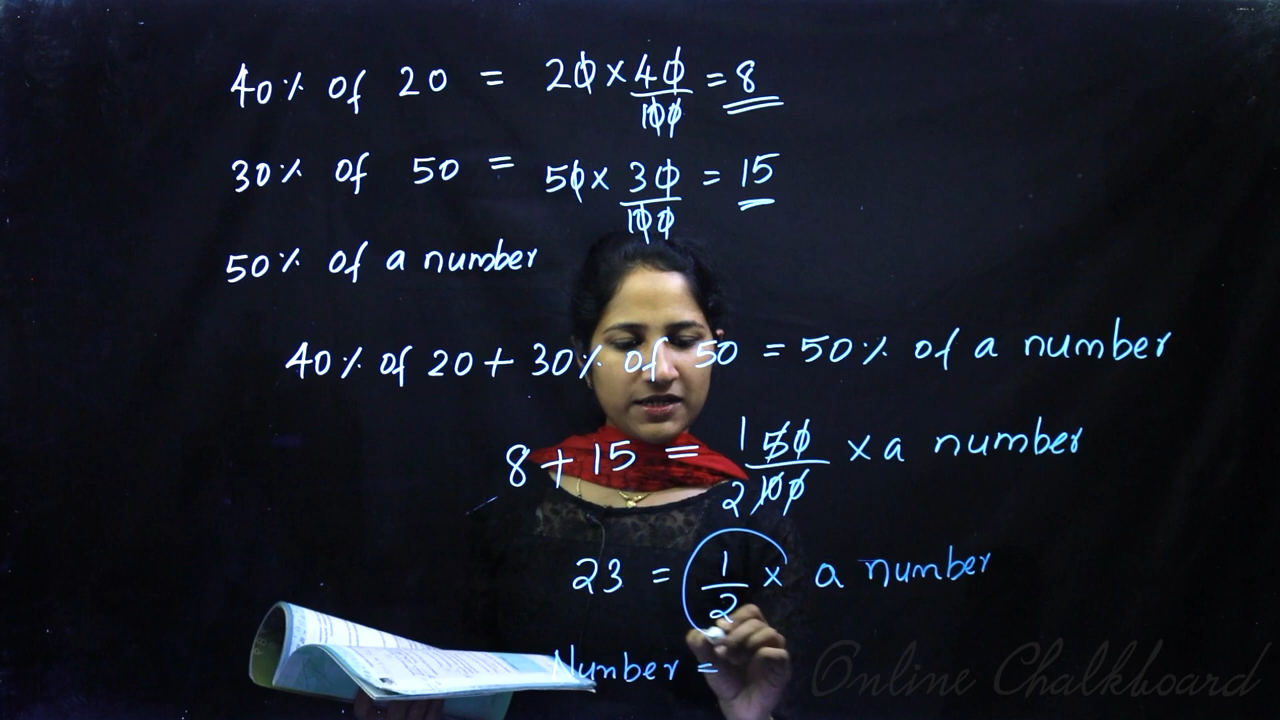 40% of 20 = 20 × 40/100 = 8
30% of 50 = 50 × 30/100 = 15
50% of a number
40% of 20 + 30% of 50 = 50% of a number
8 + 15 = 1 50/2 100 × a number
23 = 1/2 × a number
Number =
Online Chalkboard